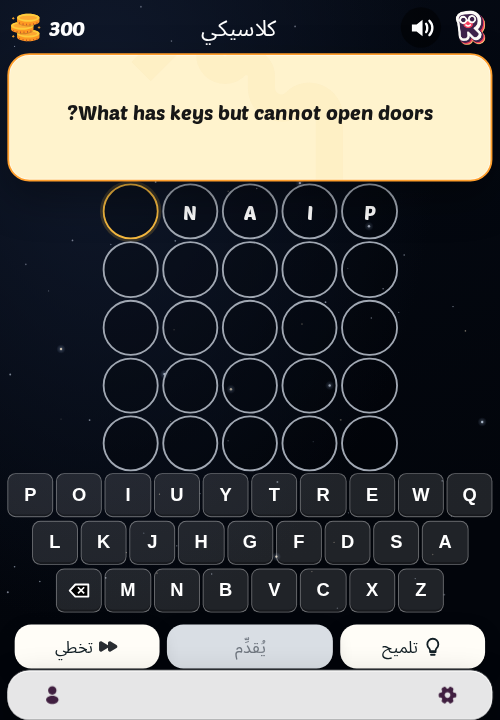 300
كلاسيكي
?What has keys but cannot open doors
N A I P
P O I U Y T R E W Q
L K J H G F D S A
M N B V C X Z
تخطي
يُقدِّم
تلميح